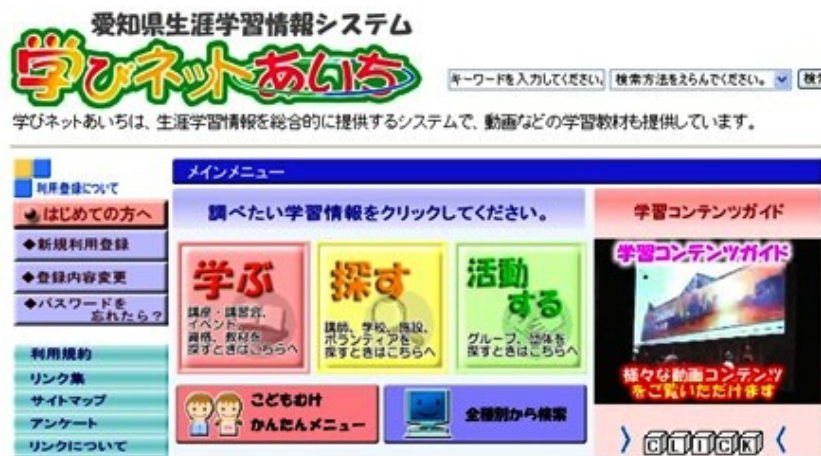 愛知県生涯学習情報システム
学びネットあいち
キーワードを入力してください。 検索方法をえらんでください。 検
学びネットあいちは、生涯学習情報を総合的に提供するシステムで、動画などの学習教材も提供しています。
利用登録について
はじめての方へ
◆新規利用登録
◆登録内容変更
◆パスワードを
忘れたら?
利用規約
リンク集
サイトマップ
アンケート
リンクについて
メインメニュー
調べたい学習情報をクリックしてください。
学ぶ
講座・講習会、
イベント、
資格、教材を
探すときはこちらへ
探す
講師、学校、施設、
ボランティアを
探すときはこちらへ
活動
する
グループ、団体を
探すときはこちらへ
こどもむけ
かんたんメニュー
全種別から検索
学習コンテンツガイド
学習コンテンツガイド
様々な動画コンテンツ
をご覧いただけます
CLICK